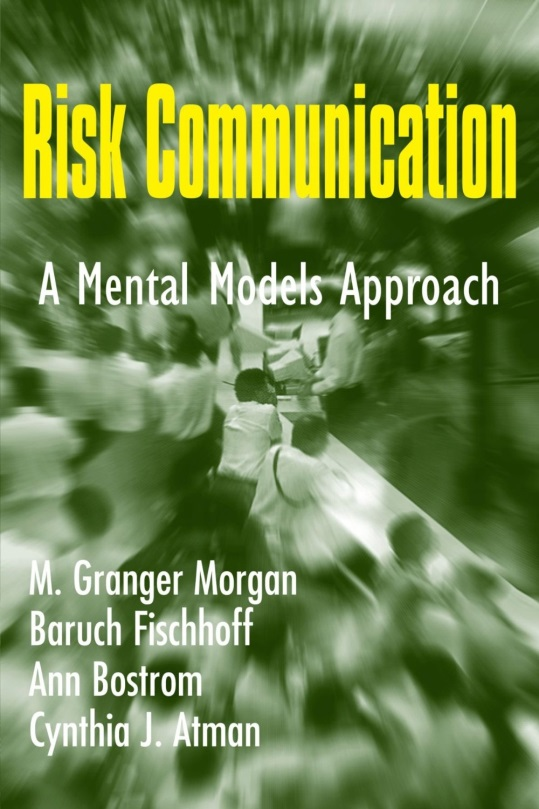 Risk Communication
A Mental Models Approach
M. Granger Morgan
Baruch Fischhoff
Ann Bostrom
Cynthia J. Atman